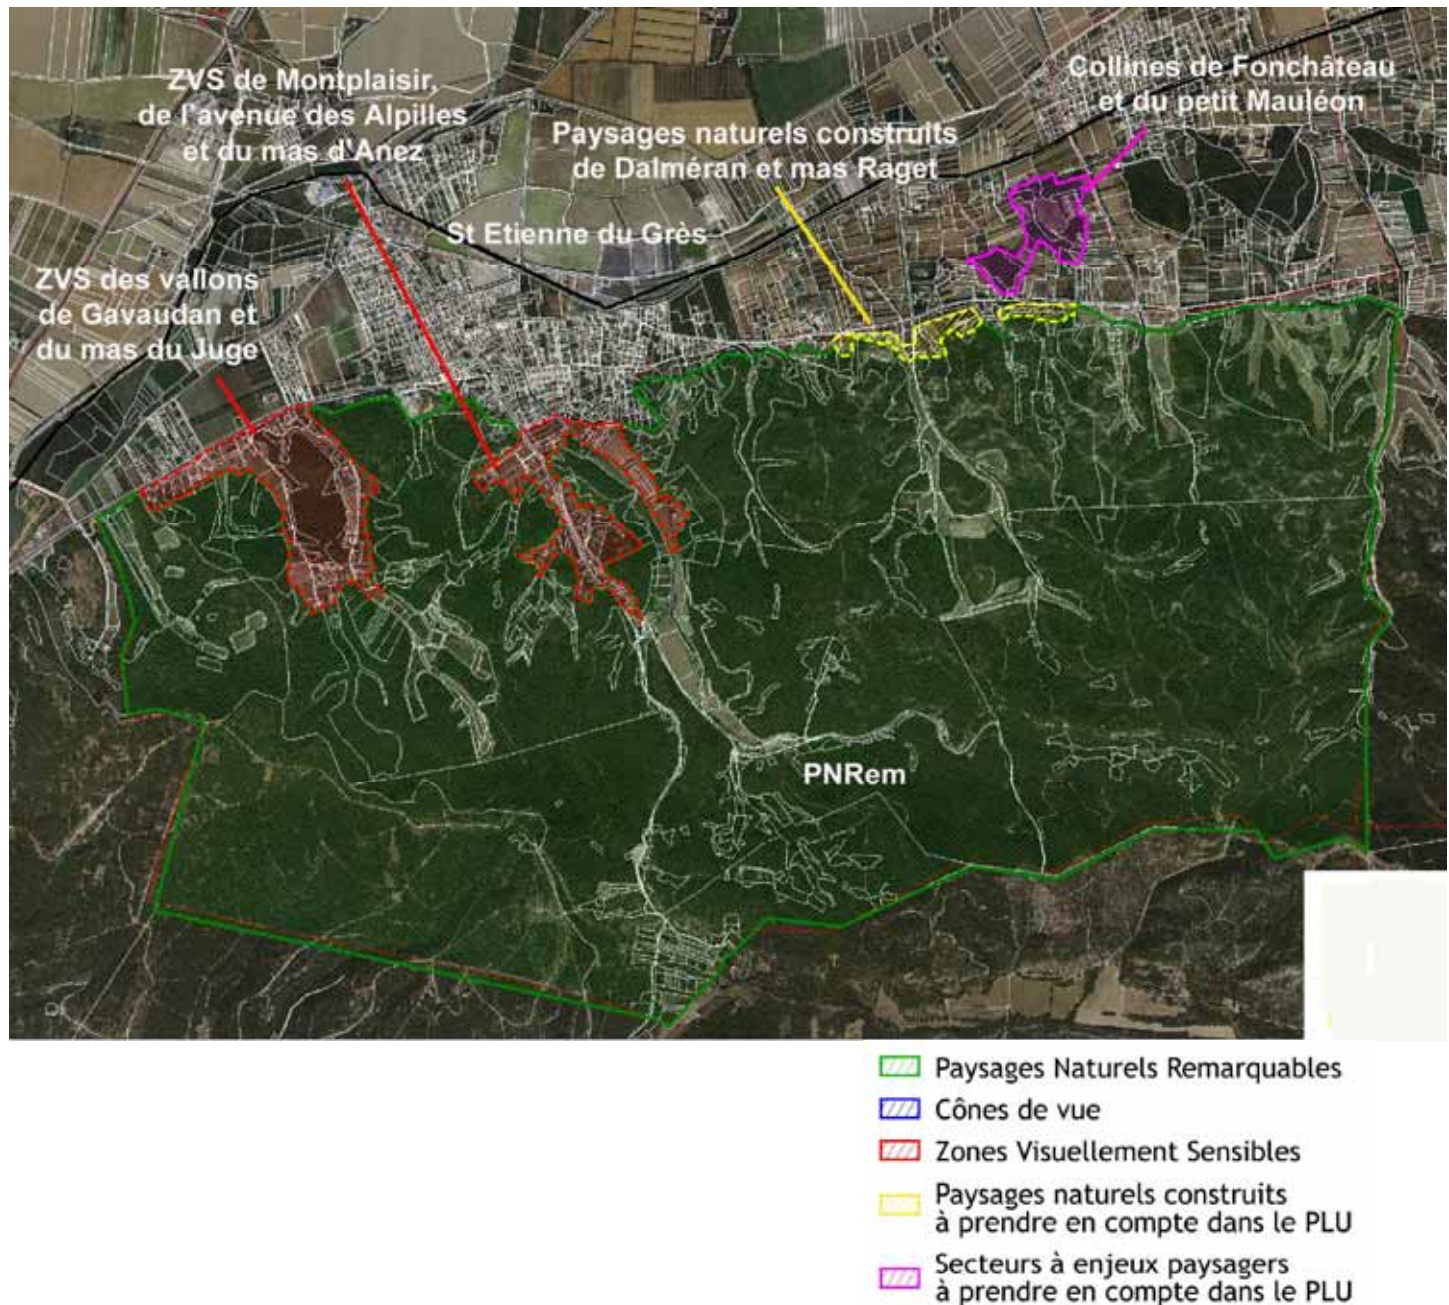 ZVS de Montplaisir,
de l'avenue des Alpilles
et du mas d'Anez
Collines de Fonchâteau
et du petit Mauléon
Paysages naturels construits
de Dalméran et mas Raget
St Etienne du Grès
ZVS des vallons
de Gavaudan et
du mas du Juge
PNRem
Paysages Naturels Remarquables
Cônes de vue
Zones Visuellement Sensibles
Paysages naturels construits
à prendre en compte dans le PLU
Secteurs à enjeux paysagers
à prendre en compte dans le PLU